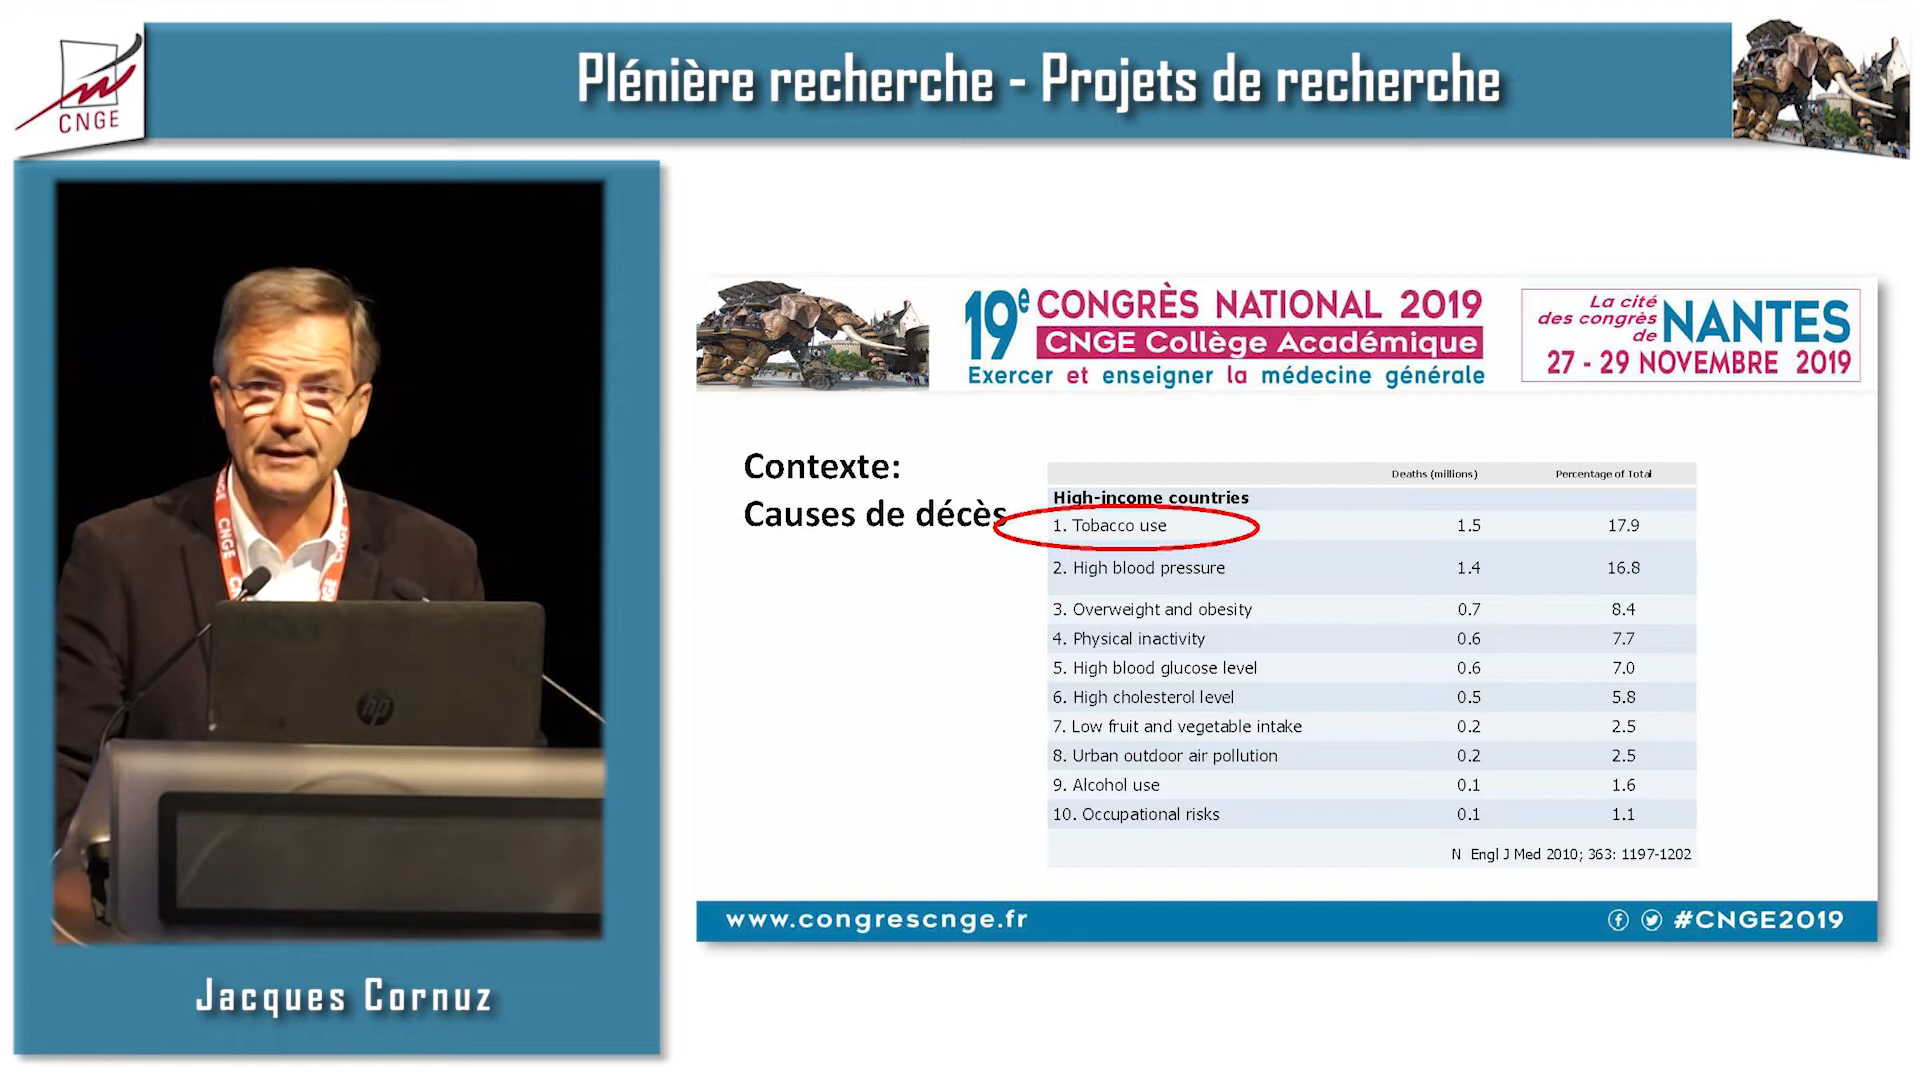 Plénière recherche - Projets de recherche
CNGE
19e CONGRÈS NATIONAL 2019
CNGE Collège Académique
Exercer et enseigner la médecine générale
La cité
des congrès
de NANTES
27 - 29 NOVEMBRE 2019
Contexte:
Causes de décès
Deaths (millions) Percentage of Total
High-income countries
1. Tobacco use 1.5 17.9
2. High blood pressure 1.4 16.8
3. Overweight and obesity 0.7 8.4
4. Physical inactivity 0.6 7.7
5. High blood glucose level 0.6 7.0
6. High cholesterol level 0.5 5.8
7. Low fruit and vegetable intake 0.2 2.5
8. Urban outdoor air pollution 0.2 2.5
9. Alcohol use 0.1 1.6
10. Occupational risks 0.1 1.1
N Engl J Med 2010; 363: 1197-1202
www.congrescnge.fr #CNGE2019
CNGE
CNGE
hp
Jacques Cornuz